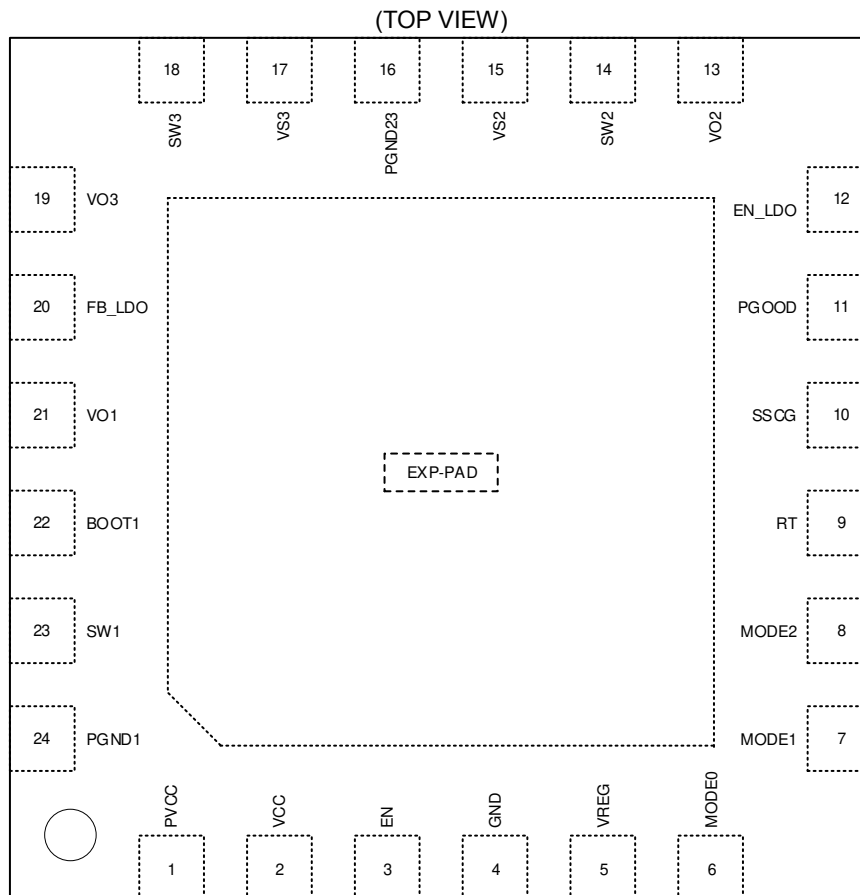 (TOP VIEW)
18 17 16 15 14 13
SW3 VS3 PGND23 VS2 SW2 VO2
19 VO3 EN_LDO 12
20 FB_LDO PGOOD 11
21 VO1 SSCG 10
EXP-PAD
22 BOOT1 RT 9
23 SW1 MODE2 8
24 PGND1 MODE1 7
PVCC VCC EN GND VREG MODE0
1 2 3 4 5 6